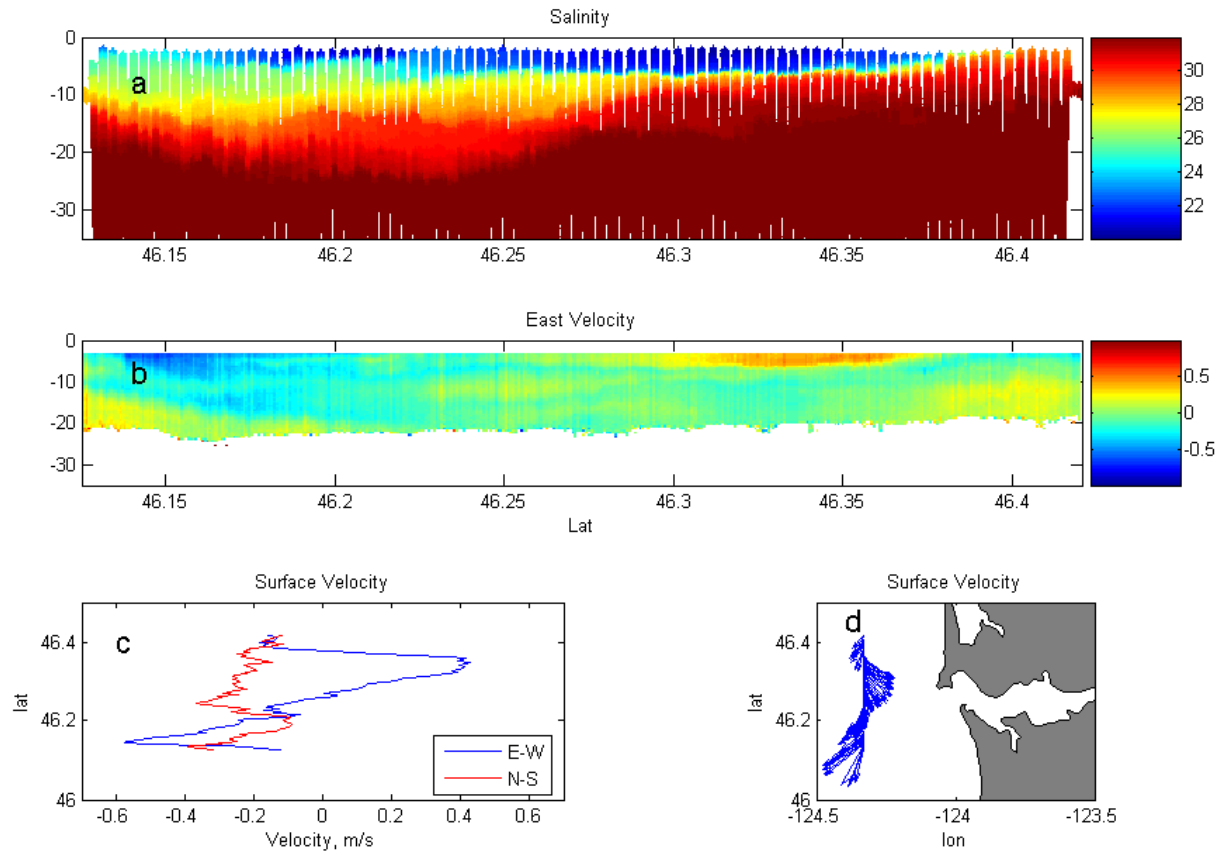 Salinity
0
-10
-20
-30
a
46.15 46.2 46.25 46.3 46.35 46.4
30
28
26
24
22
East Velocity
0
-10
-20
-30
b
46.15 46.2 46.25 46.3 46.35 46.4
Lat
0.5
0
-0.5
Surface Velocity
lat
46.4
46.2
46
c
E-W
N-S
-0.6 -0.4 -0.2 0 0.2 0.4 0.6
Velocity, m/s
Surface Velocity
lat
46.4
46.2
46
d
-124.5 -124 -123.5
lon